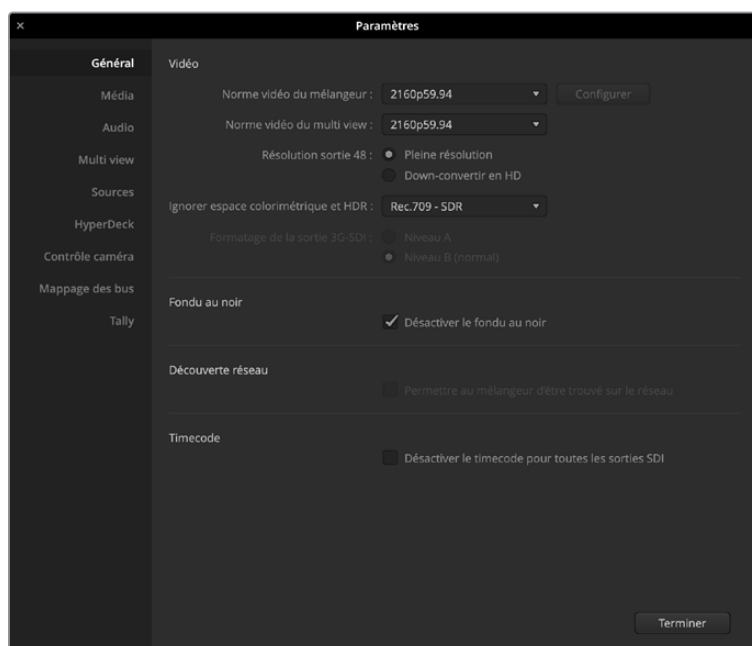 ×
Paramètres
Général
Média
Audio
Multi view
Sources
HyperDeck
Contrôle caméra
Mappage des bus
Tally
Vidéo
Norme vidéo du mélangeur : 2160p59.94 Configurer
Norme vidéo du multi view : 2160p59.94
Résolution sortie 48 : Pleine résolution
Down-convertir en HD
Ignorer espace colorimétrique et HDR : Rec.709 - SDR
Formatage de la sortie 3G-SDI : Niveau A
Niveau B (normal)
Fondu au noir
Désactiver le fondu au noir
Découverte réseau
Permettre au mélangeur d'être trouvé sur le réseau
Timecode
Désactiver le timecode pour toutes les sorties SDI
Terminer